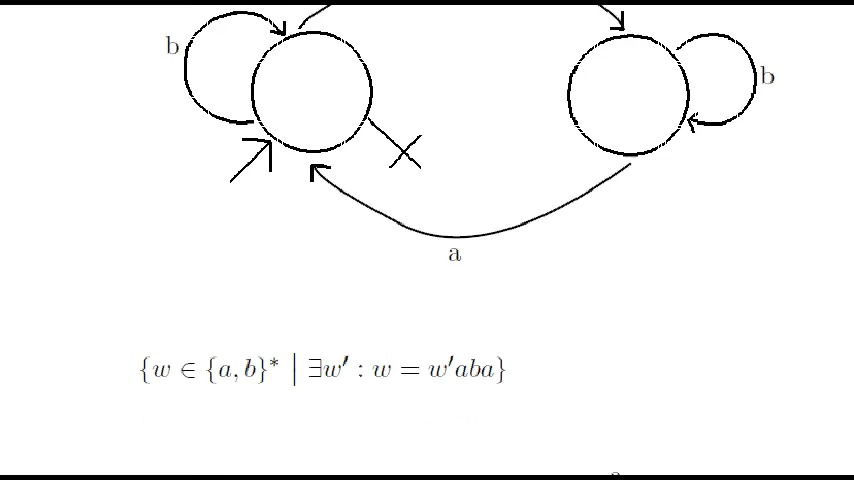 b
b
a
{w ∈ {a, b}* | ∃w′ : w = w′aba}